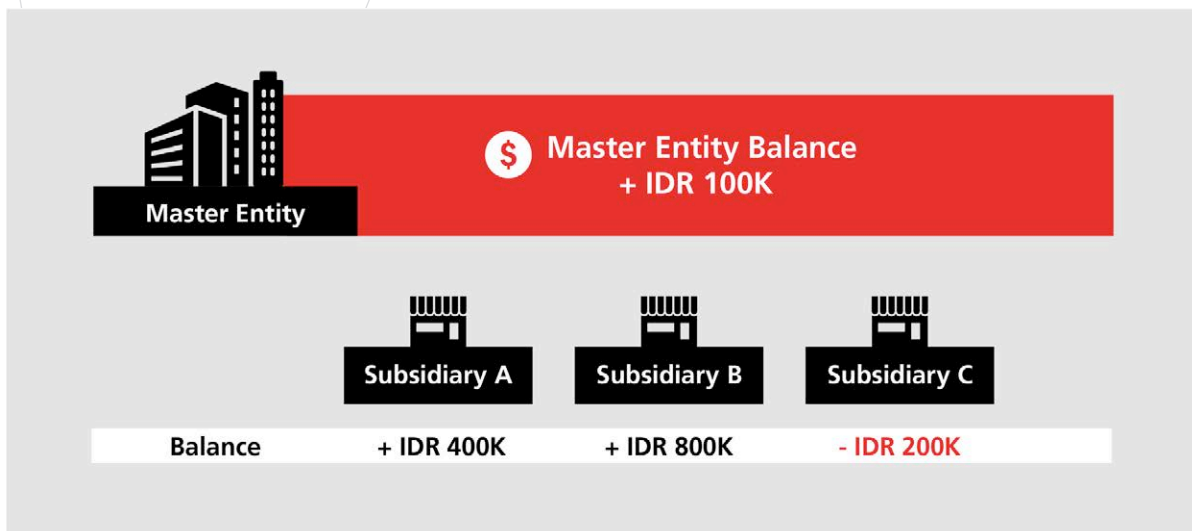 $ Master Entity Balance
+ IDR 100K
Master Entity
Subsidiary A Subsidiary B Subsidiary C
Balance + IDR 400K + IDR 800K - IDR 200K